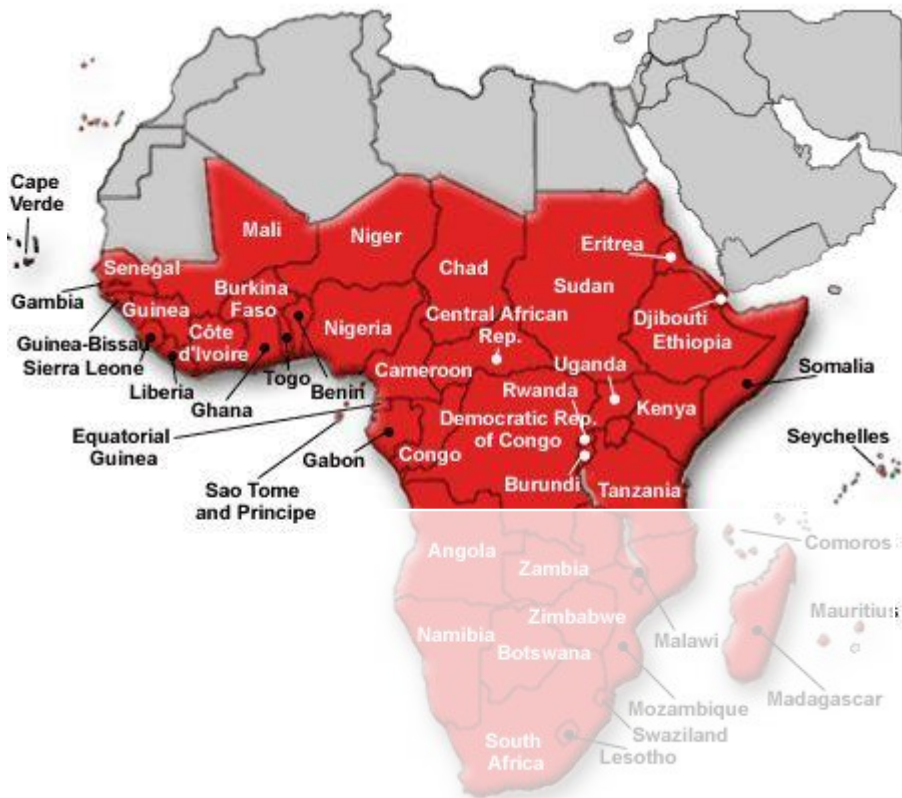 Cape
Verde
Mali
Niger
Eritrea
Senegal
Chad
Gambia
Burkina
Faso
Sudan
Guinea
Nigeria
Central African
Rep.
Djibouti
Côte
d'Ivoire
Ethiopia
Guinea-Bissau
Sierra Leone
Cameroon
Uganda
Somalia
Liberia
Togo
Benin
Rwanda
Ghana
Kenya
Democratic Rep.
of Congo
Equatorial
Guinea
Gabon
Congo
Seychelles
Burundi
Tanzania
Sao Tome
and Principe
Angola
Comoros
Zambia
Zimbabwe
Mauritius
Namibia
Malawi
Botswana
Madagascar
Mozambique
Swaziland
South
Africa
Lesotho